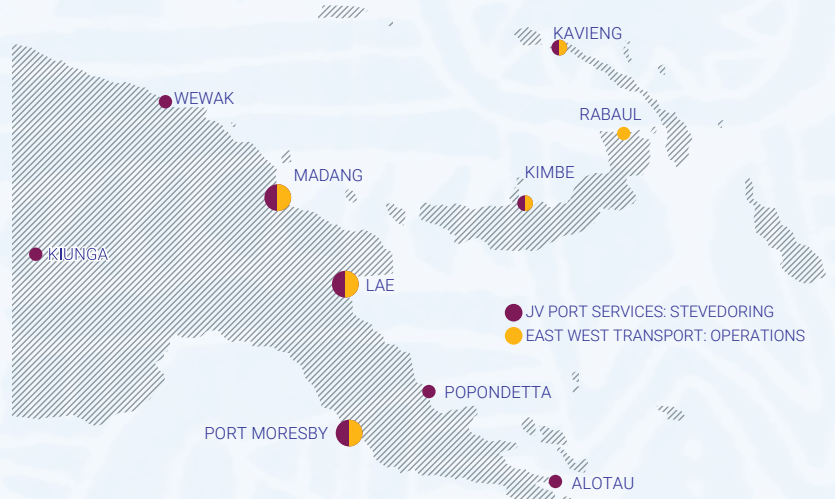 KAVIENG
WEWAK
RABAUL
MADANG
KIMBE
KIUNGA
LAE
JV PORT SERVICES: STEVEDORING
EAST WEST TRANSPORT: OPERATIONS
POPONDETTA
PORT MORESBY
ALOTAU